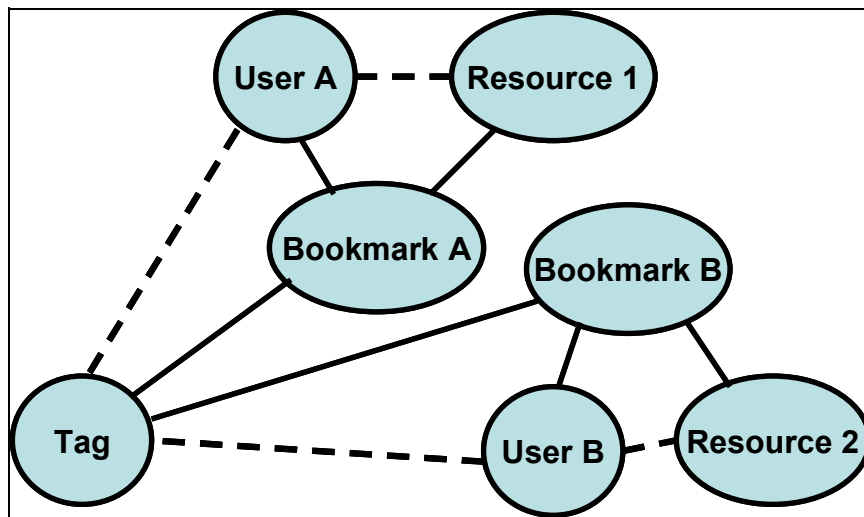 User A
Resource 1
Bookmark A
Bookmark B
Tag
User B
Resource 2